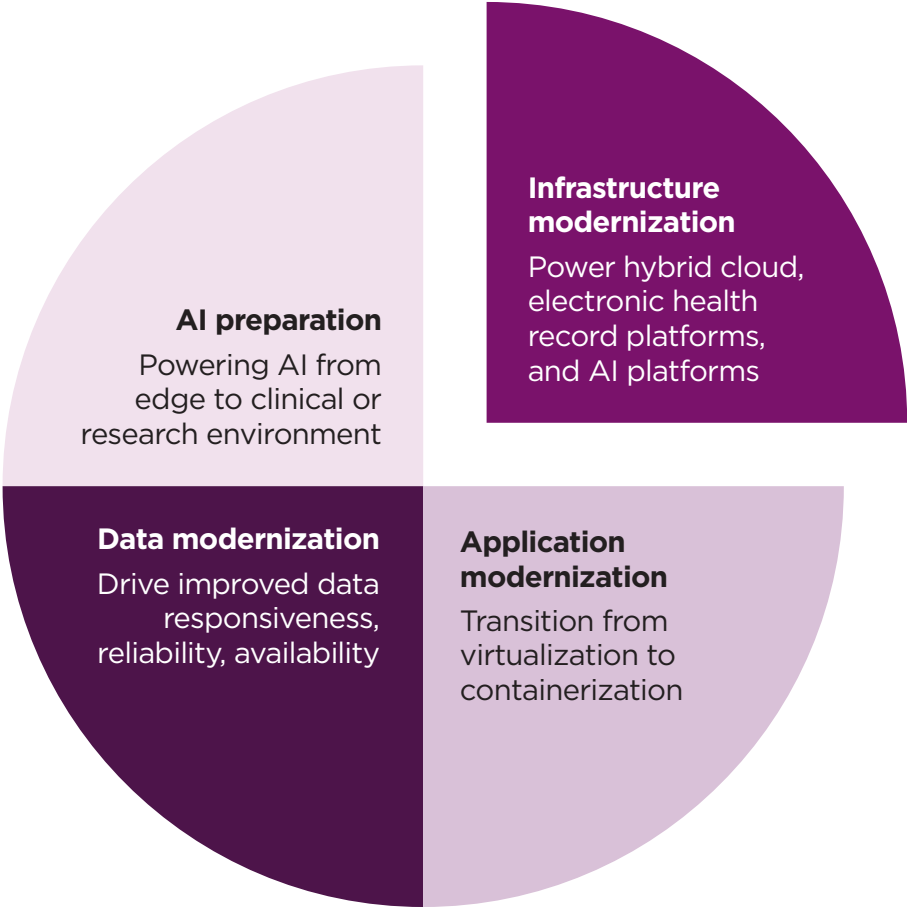 Infrastructure
modernization
Power hybrid cloud,
electronic health
record platforms,
and AI platforms
AI preparation
Powering AI from
edge to clinical or
research environment
Data modernization
Drive improved data
responsiveness,
reliability, availability
Application
modernization
Transition from
virtualization to
containerization